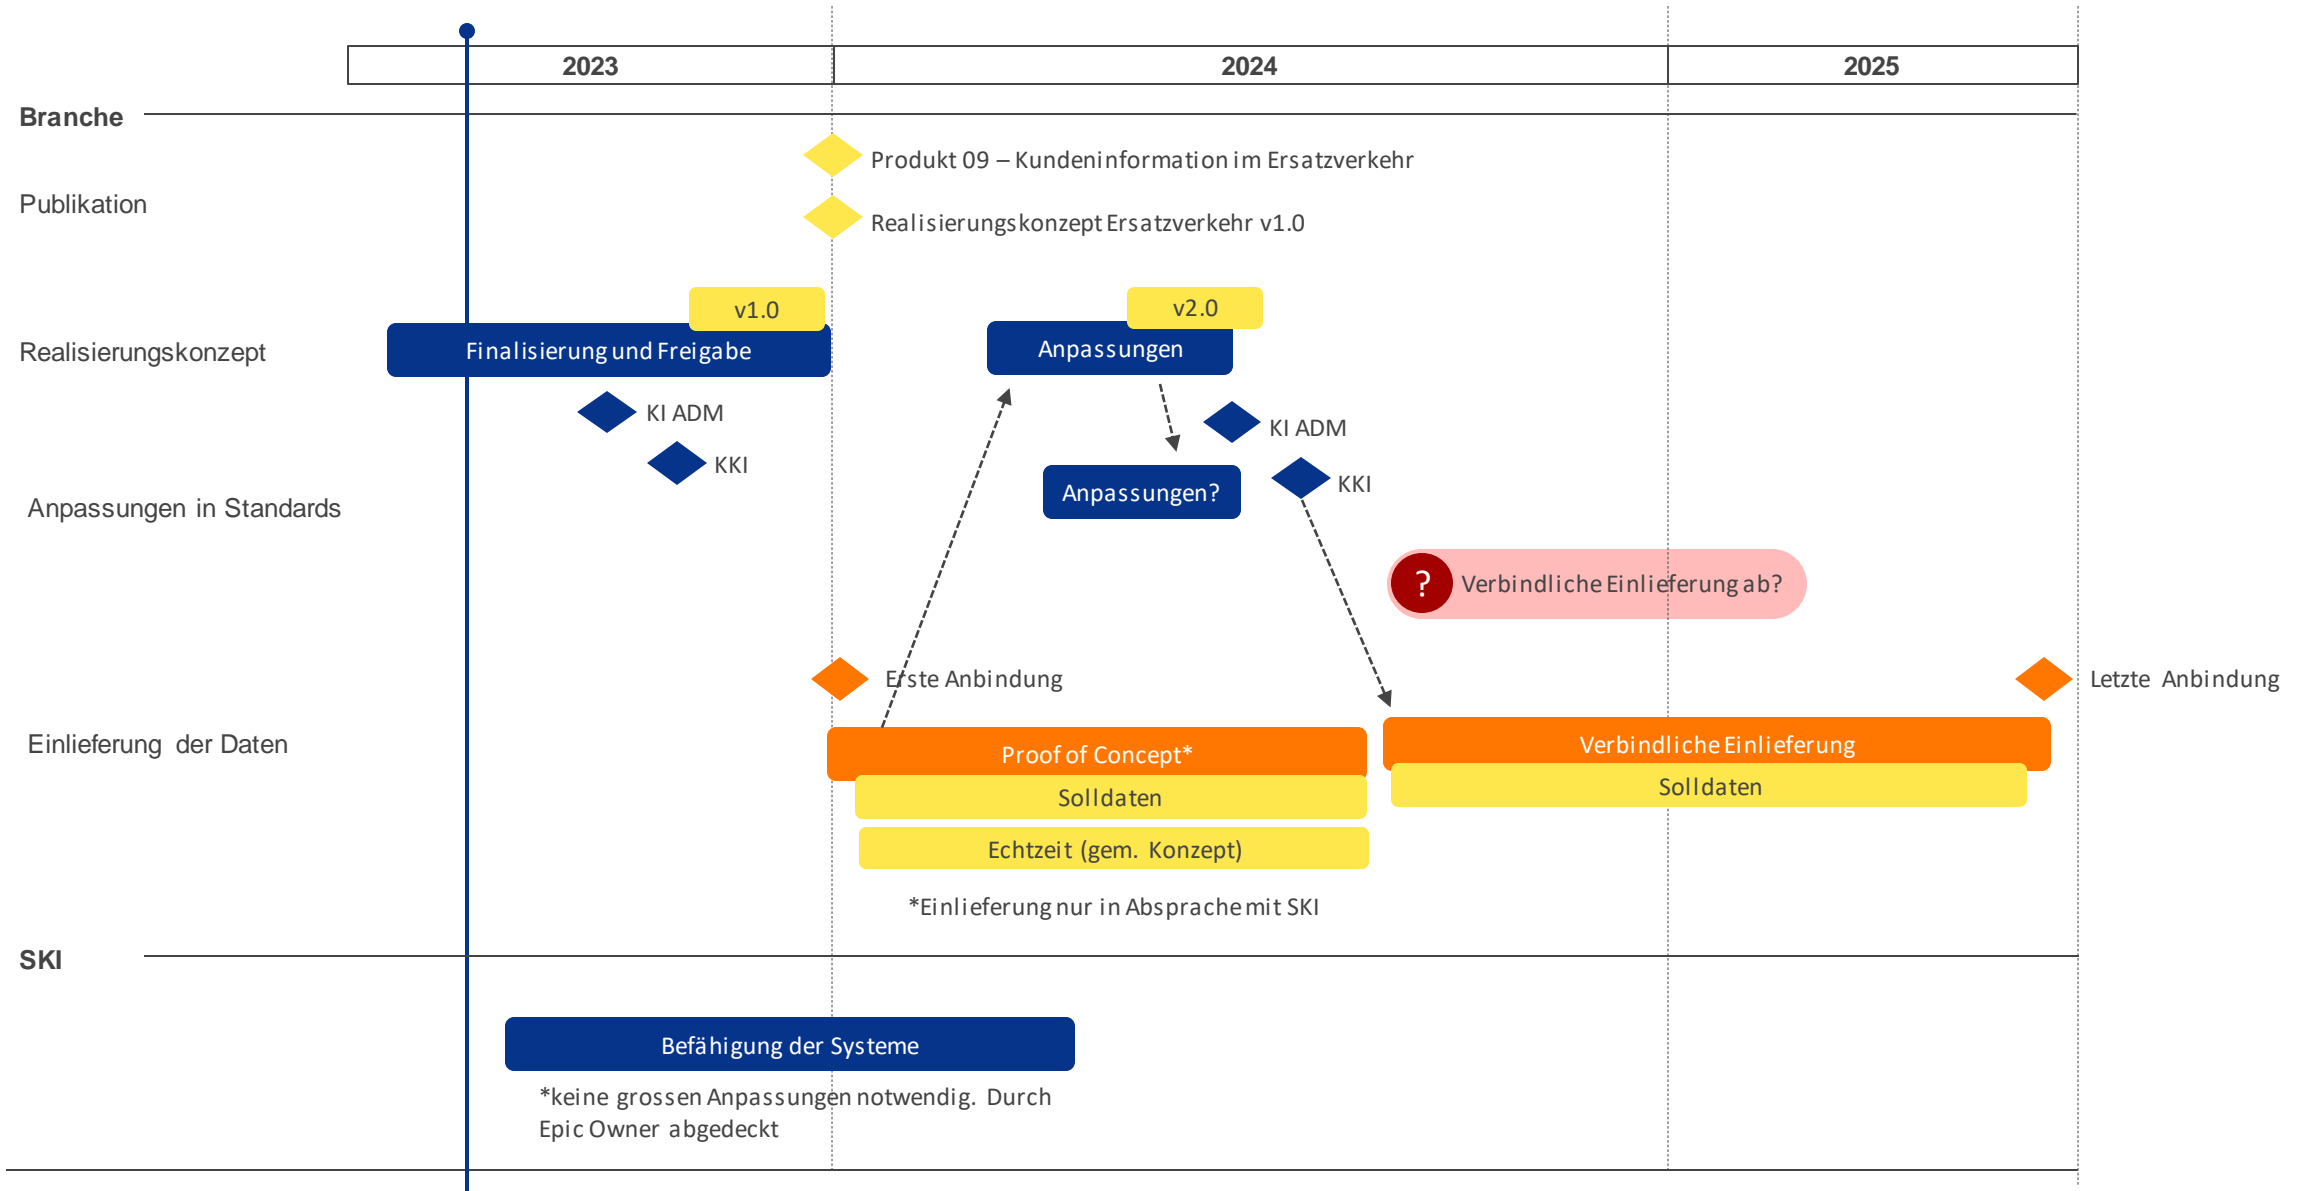 2023
2024
2025
Branche
Produkt 09 – Kundeninformation im Ersatzverkehr
Publikation
Realisierungskonzept Ersatzverkehr v1.0
v1.0
v2.0
Realisierungskonzept
Finalisierung und Freigabe
Anpassungen
KI ADM
KI ADM
KKI
KKI
Anpassungen?
Anpassungen in Standards
? Verbindliche Einlieferung ab?
Erste Anbindung
Letzte Anbindung
Einlieferung der Daten
Proof of Concept*
Verbindliche Einlieferung
Solldaten
Solldaten
Echtzeit (gem. Konzept)
*Einlieferung nur in Absprache mit SKI
SKI
Befähigung der Systeme
*keine grossen Anpassungen notwendig. Durch
Epic Owner abgedeckt